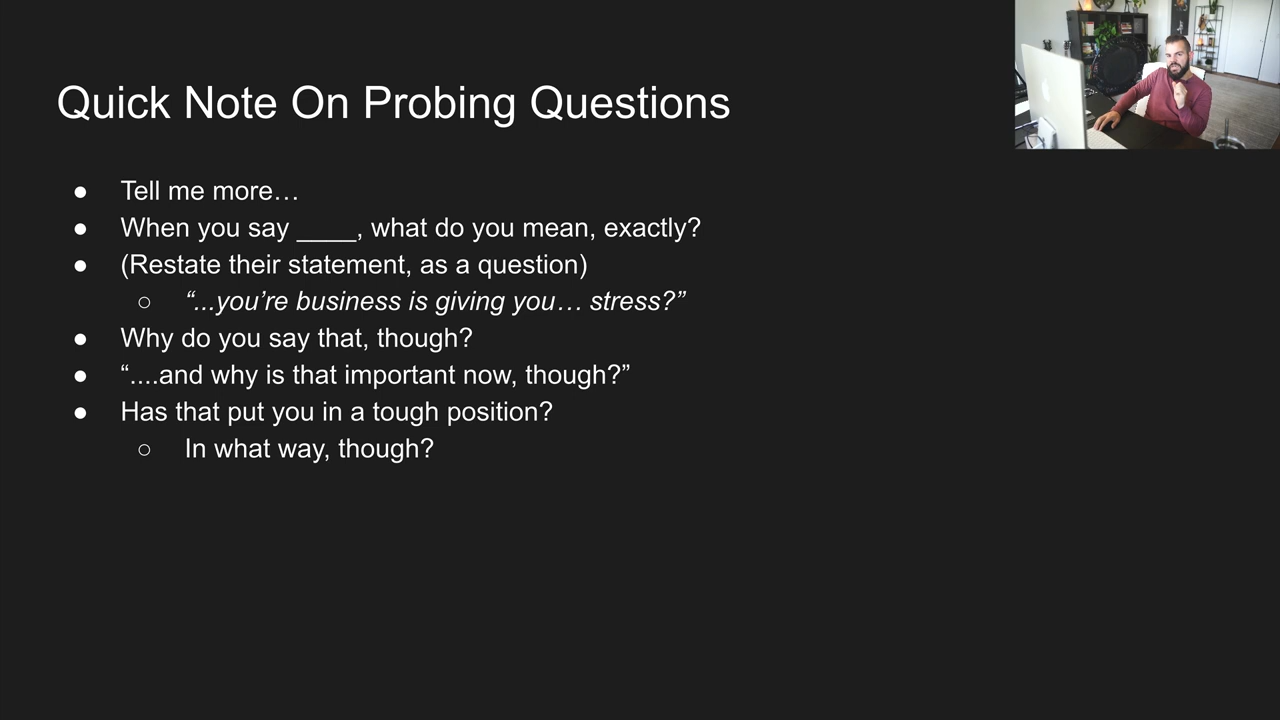 Quick Note On Probing Questions
● Tell me more…
● When you say ____, what do you mean, exactly?
● (Restate their statement, as a question)
○ “...you’re business is giving you… stress?”
● Why do you say that, though?
● “....and why is that important now, though?”
● Has that put you in a tough position?
○ In what way, though?